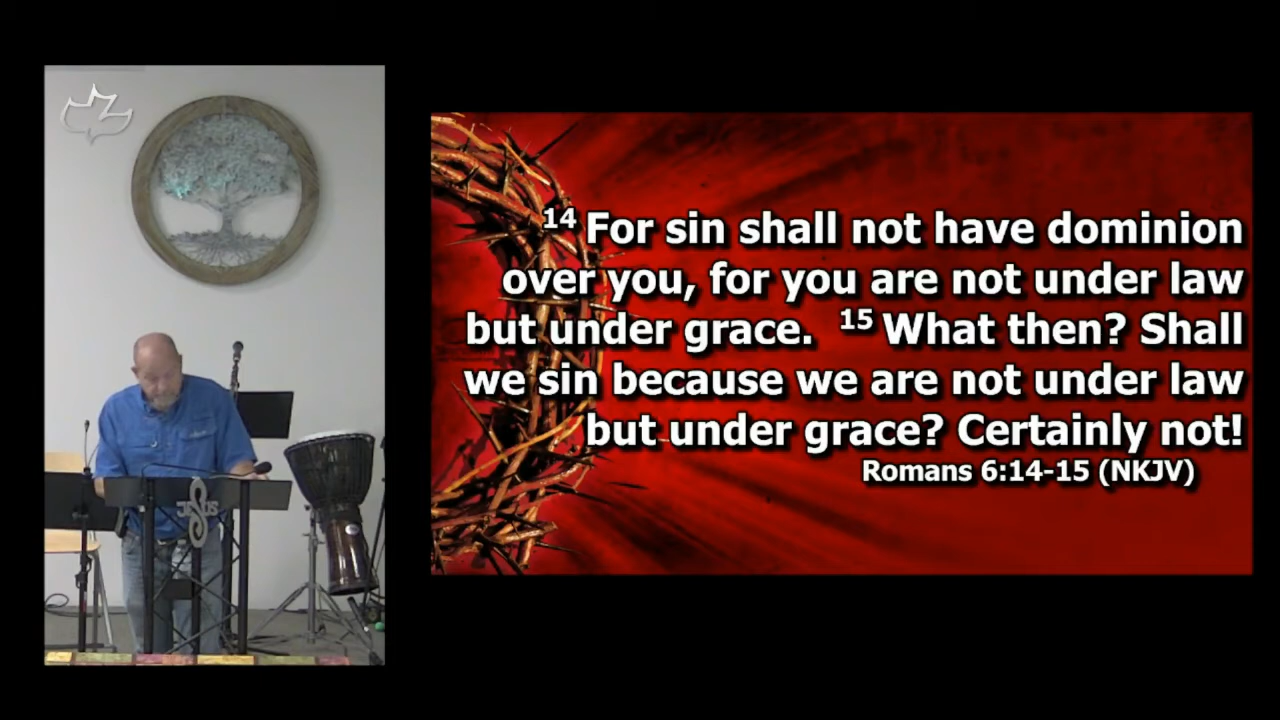 14 For sin shall not have dominion
over you, for you are not under law
but under grace. 15 What then? Shall
we sin because we are not under law
but under grace? Certainly not!
Romans 6:14-15 (NKJV)
JESUS